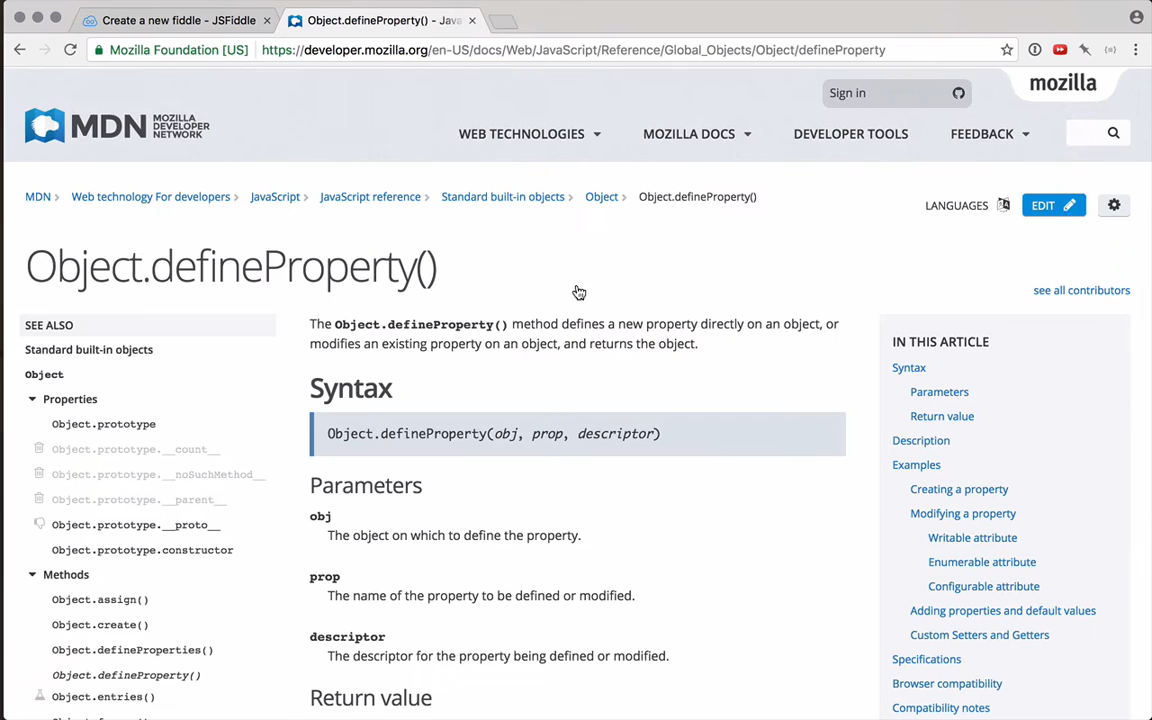 Create a new fiddle - JSFiddle
Object.defineProperty() - Java
Mozilla Foundation [US]
https://developer.mozilla.org/en-US/docs/Web/JavaScript/Reference/Global_Objects/Object/defineProperty
Sign in
mozilla
MDN MOZILLA DEVELOPER NETWORK
WEB TECHNOLOGIES
MOZILLA DOCS
DEVELOPER TOOLS
FEEDBACK
MDN
Web technology For developers
JavaScript
JavaScript reference
Standard built-in objects
Object
Object.defineProperty()
LANGUAGES
EDIT
Object.defineProperty()
see all contributors
SEE ALSO
Standard built-in objects
Object
Properties
Object.prototype
Object.prototype.__count__
Object.prototype.__noSuchMethod__
Object.prototype.__parent__
Object.prototype.__proto__
Object.prototype.constructor
Methods
Object.assign()
Object.create()
Object.defineProperties()
Object.defineProperty()
Object.entries()
The Object.defineProperty() method defines a new property directly on an object, or
modifies an existing property on an object, and returns the object.
Syntax
Object.defineProperty(obj, prop, descriptor)
Parameters
obj
The object on which to define the property.
prop
The name of the property to be defined or modified.
descriptor
The descriptor for the property being defined or modified.
Return value
IN THIS ARTICLE
Syntax
Parameters
Return value
Description
Examples
Creating a property
Modifying a property
Writable attribute
Enumerable attribute
Configurable attribute
Adding properties and default values
Custom Setters and Getters
Specifications
Browser compatibility
Compatibility notes